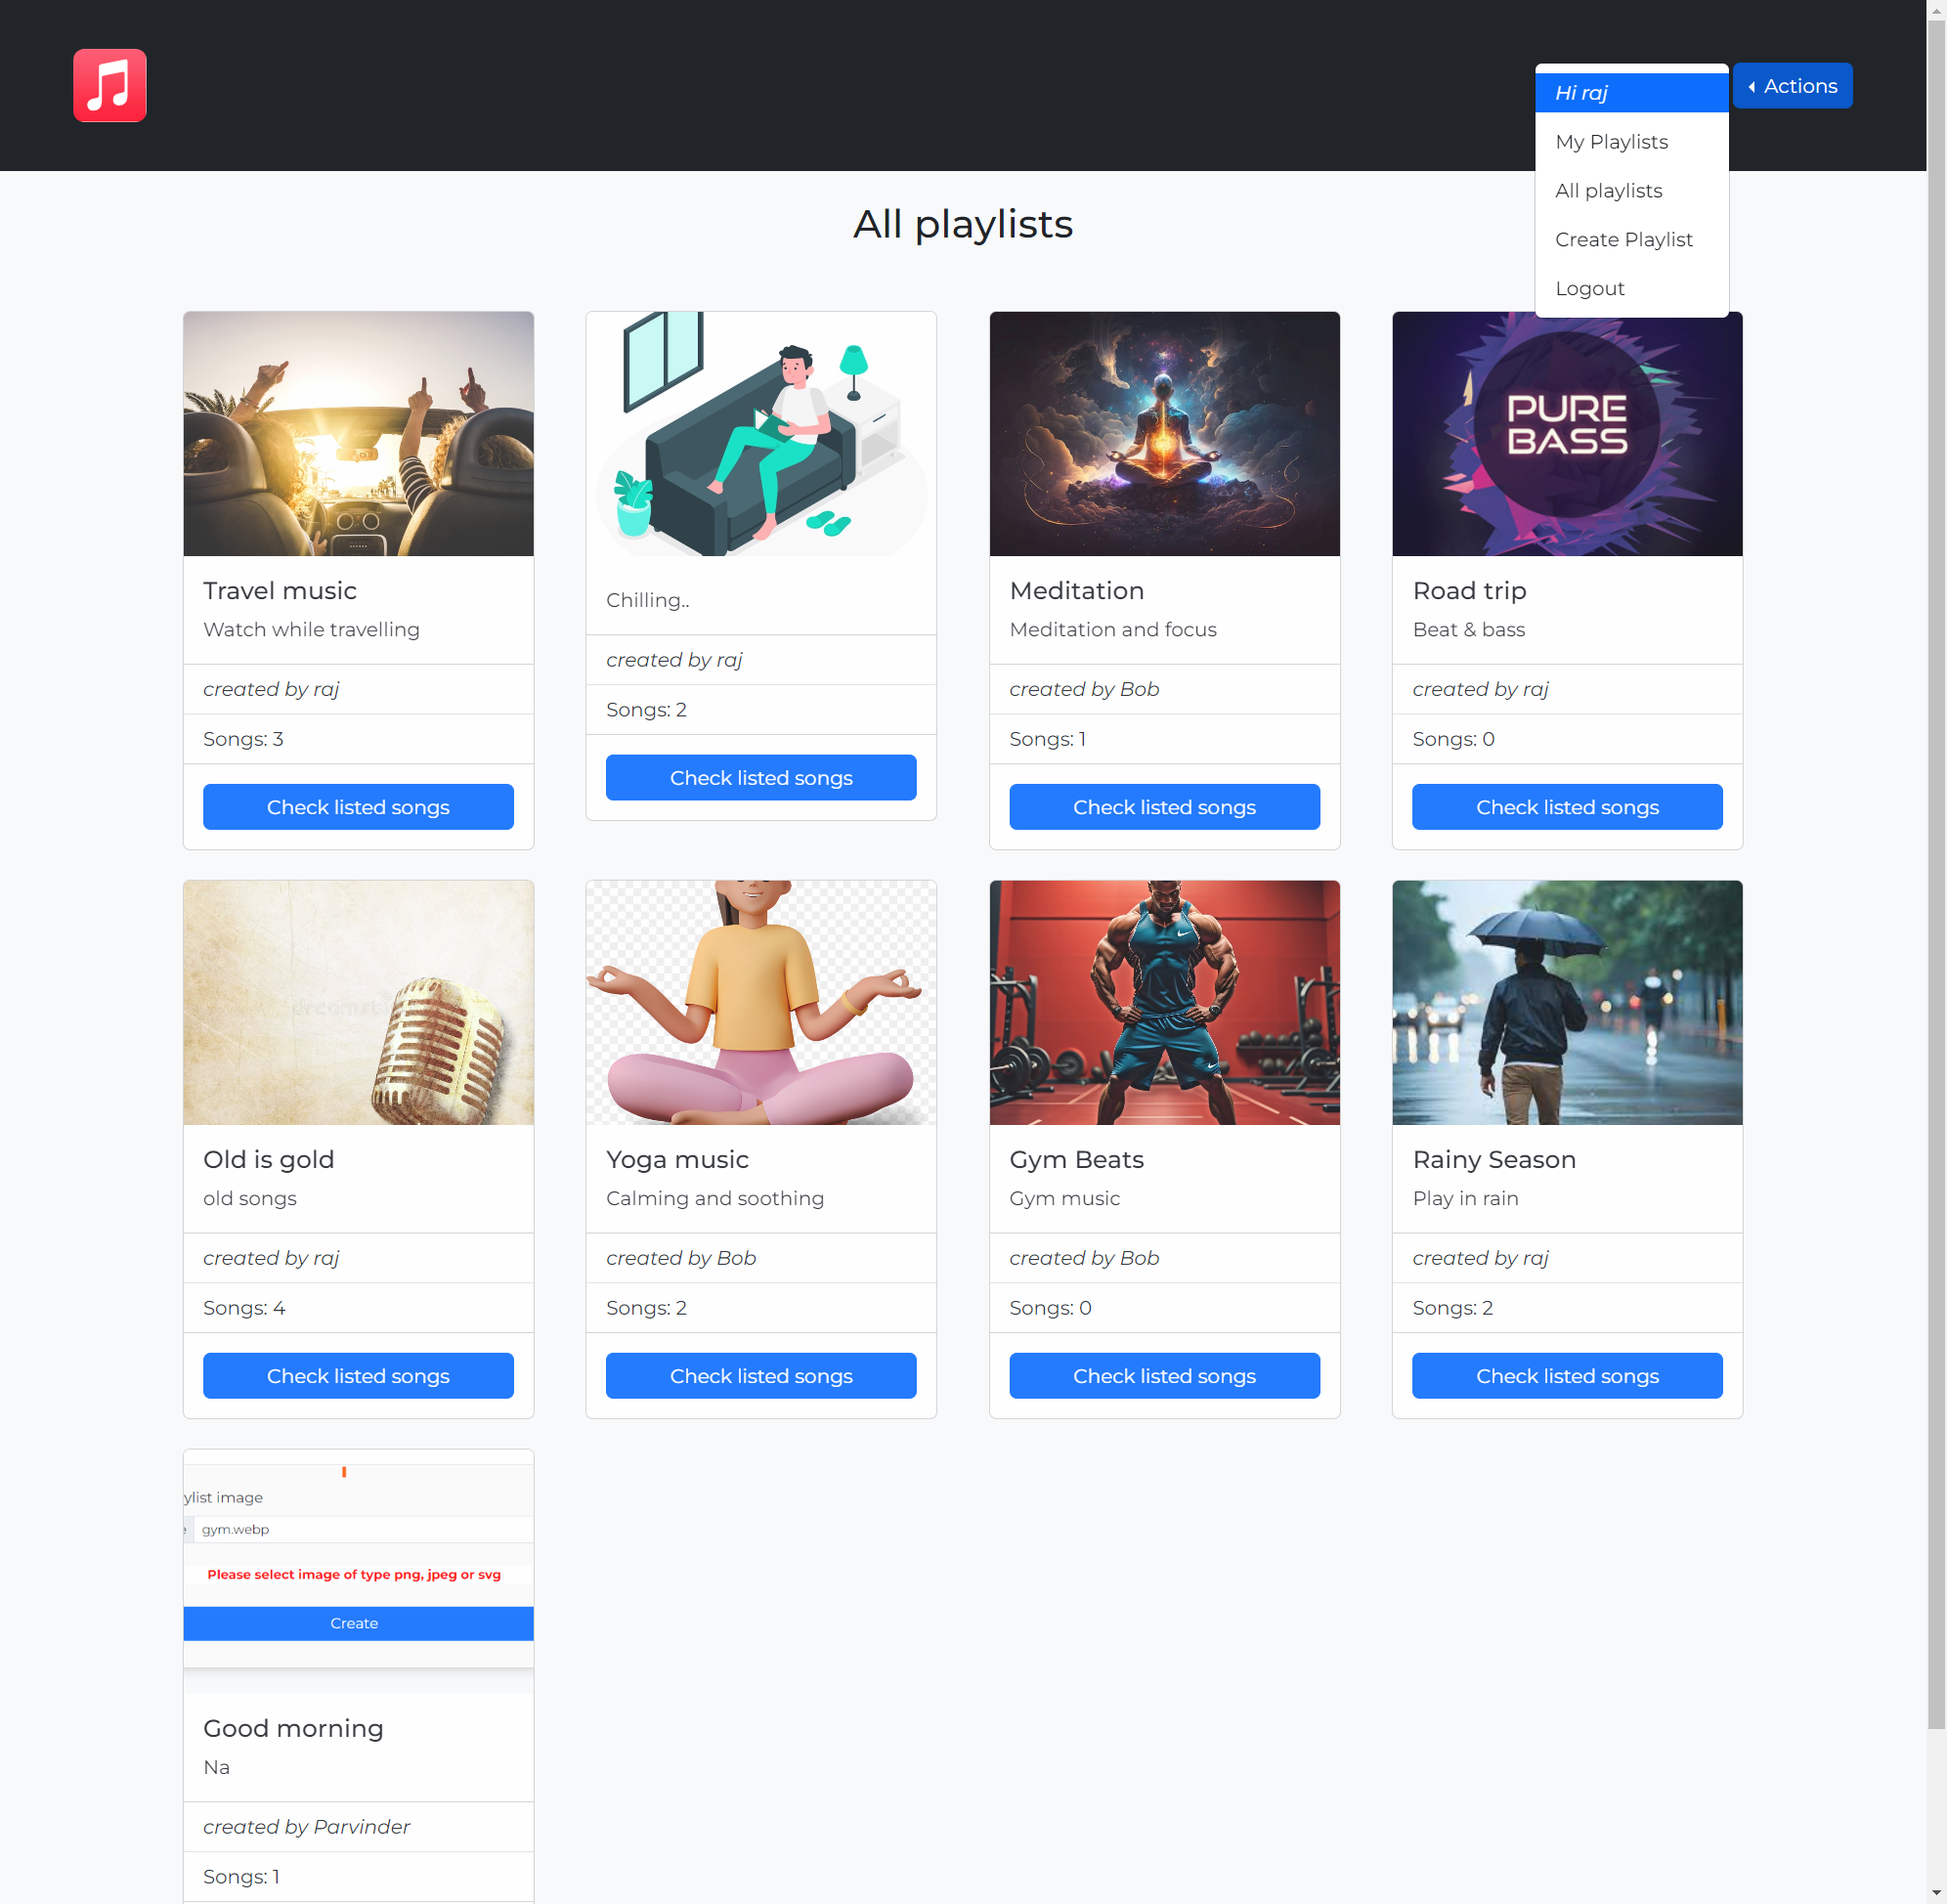 Hi raj
Actions
My Playlists
All playlists
Create Playlist
Logout
All playlists
PURE
BASS
Travel music
Watch while travelling
created by raj
Songs: 3
Check listed songs
Chilling..
created by raj
Songs: 2
Check listed songs
Meditation
Meditation and focus
created by Bob
Songs: 1
Check listed songs
Road trip
Beat & bass
created by raj
Songs: 0
Check listed songs
Old is gold
old songs
created by raj
Songs: 4
Check listed songs
Yoga music
Calming and soothing
created by Bob
Songs: 2
Check listed songs
Gym Beats
Gym music
created by Bob
Songs: 0
Check listed songs
Rainy Season
Play in rain
created by raj
Songs: 2
Check listed songs
ylist image
e gym.webp
Please select image of type png, jpeg or svg
Create
Good morning
Na
created by Parvinder
Songs: 1